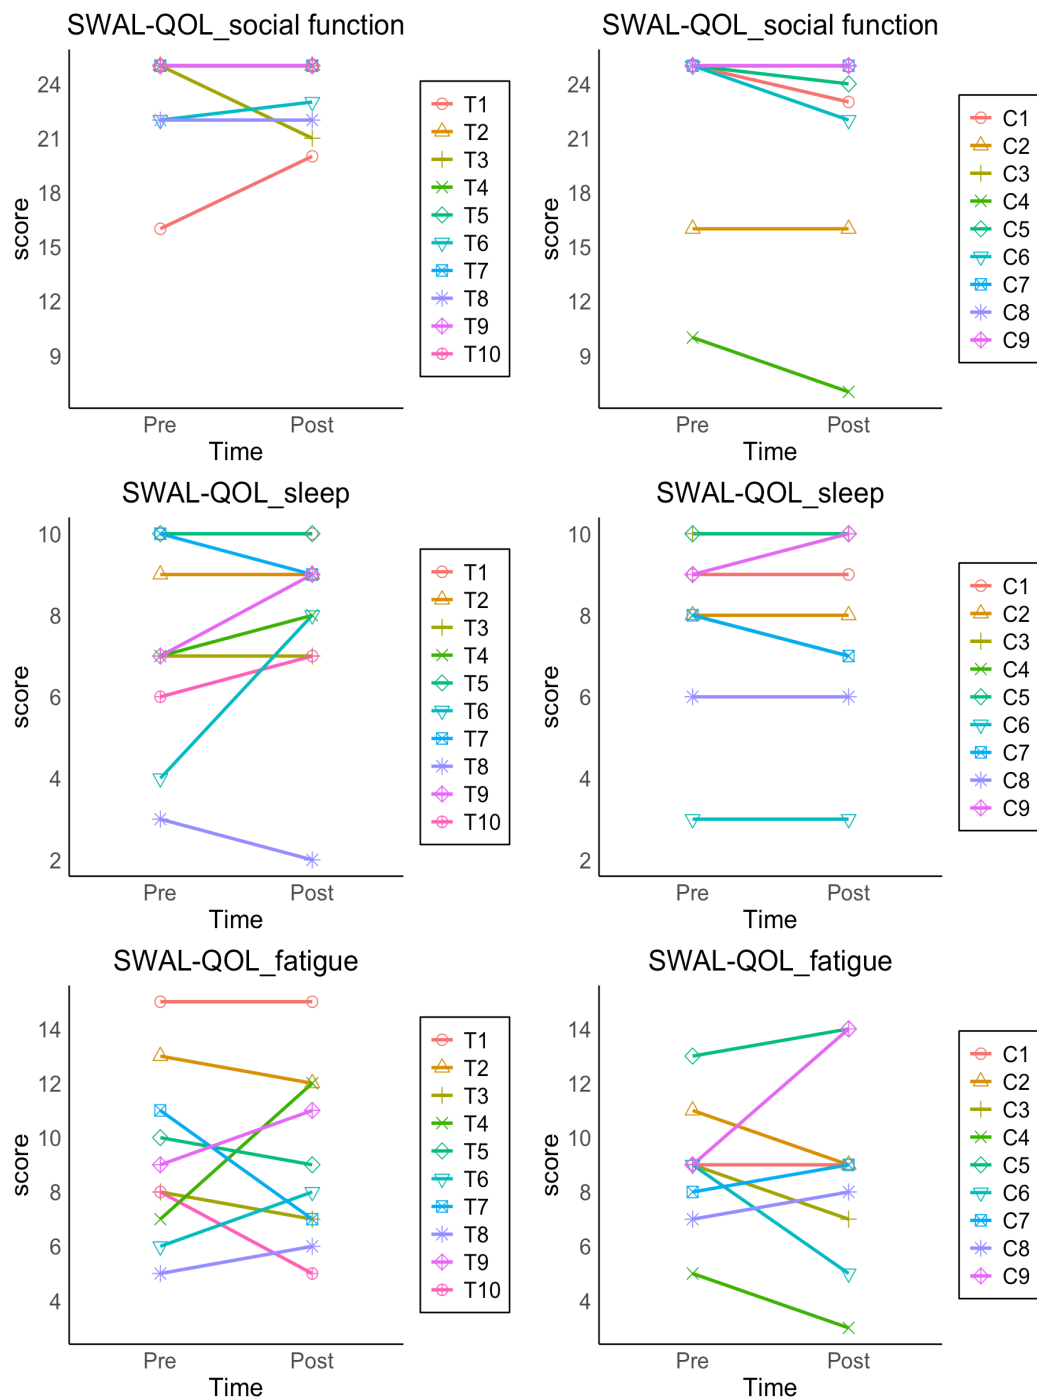 SWAL-QOL_social function
24
21
18
15
12
9
score
Pre
Post
Time
T1
T2
T3
T4
T5
T6
T7
T8
T9
T10
SWAL-QOL_social function
24
21
18
15
12
9
score
Pre
Post
Time
C1
C2
C3
C4
C5
C6
C7
C8
C9
SWAL-QOL_sleep
10
8
6
4
2
score
Pre
Post
Time
T1
T2
T3
T4
T5
T6
T7
T8
T9
T10
SWAL-QOL_sleep
10
8
6
4
2
score
Pre
Post
Time
C1
C2
C3
C4
C5
C6
C7
C8
C9
SWAL-QOL_fatigue
14
12
10
8
6
4
score
Pre
Post
Time
T1
T2
T3
T4
T5
T6
T7
T8
T9
T10
SWAL-QOL_fatigue
14
12
10
8
6
4
score
Pre
Post
Time
C1
C2
C3
C4
C5
C6
C7
C8
C9